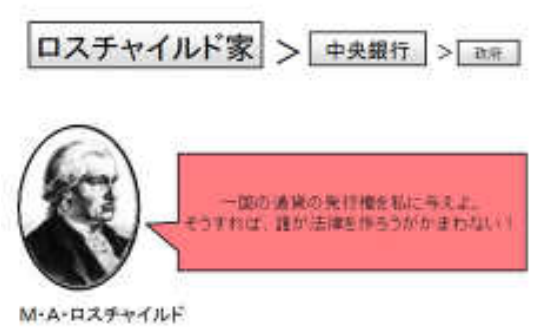 ロスチャイルド家 > 中央銀行 > 政府
一国の通貨の発行権を私に与えよ。
そうすれば、誰が法律を作ろうがかまわない！
M・A・ロスチャイルド